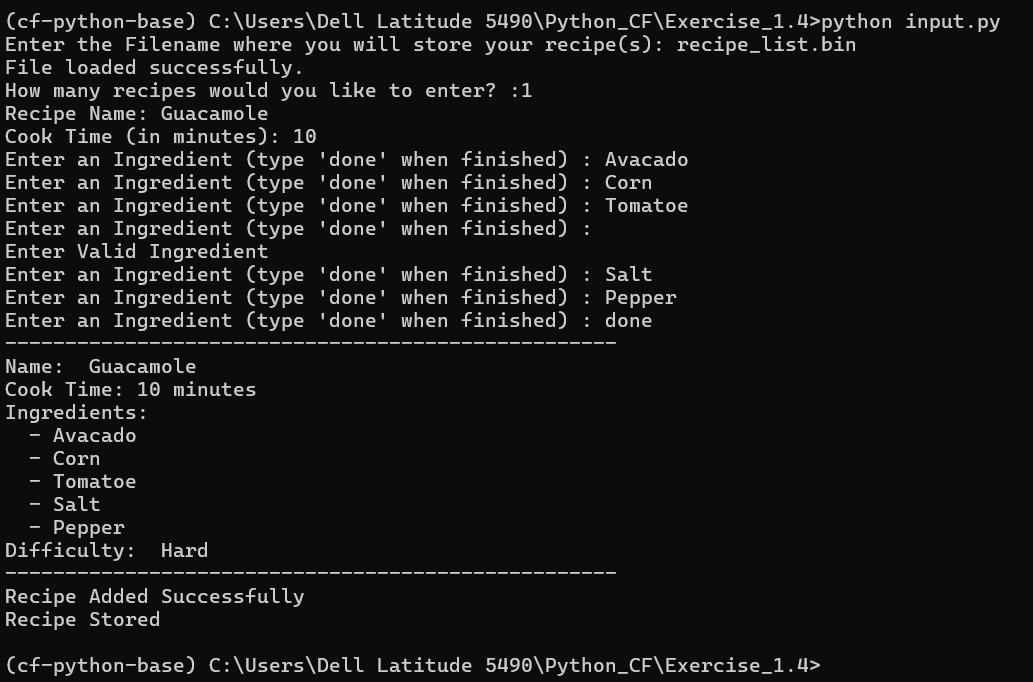 (cf-python-base) C:\Users\Dell Latitude 5490\Python_CF\Exercise_1.4>python input.py
Enter the Filename where you will store your recipe(s): recipe_list.bin
File loaded successfully.
How many recipes would you like to enter? :1
Recipe Name: Guacamole
Cook Time (in minutes): 10
Enter an Ingredient (type 'done' when finished) : Avacado
Enter an Ingredient (type 'done' when finished) : Corn
Enter an Ingredient (type 'done' when finished) : Tomatoe
Enter an Ingredient (type 'done' when finished) :
Enter Valid Ingredient
Enter an Ingredient (type 'done' when finished) : Salt
Enter an Ingredient (type 'done' when finished) : Pepper
Enter an Ingredient (type 'done' when finished) : done
---------------------------------------------------
Name:  Guacamole
Cook Time: 10 minutes
Ingredients:
  - Avacado
  - Corn
  - Tomatoe
  - Salt
  - Pepper
Difficulty:  Hard
---------------------------------------------------
Recipe Added Successfully
Recipe Stored
(cf-python-base) C:\Users\Dell Latitude 5490\Python_CF\Exercise_1.4>